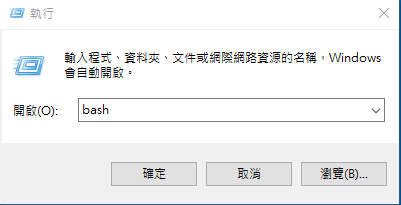 執行
輸入程式、資料夾、文件或網際網路資源的名稱，Windows
會自動開啟。
開啟(O): bash
確定 取消 瀏覽(B)...